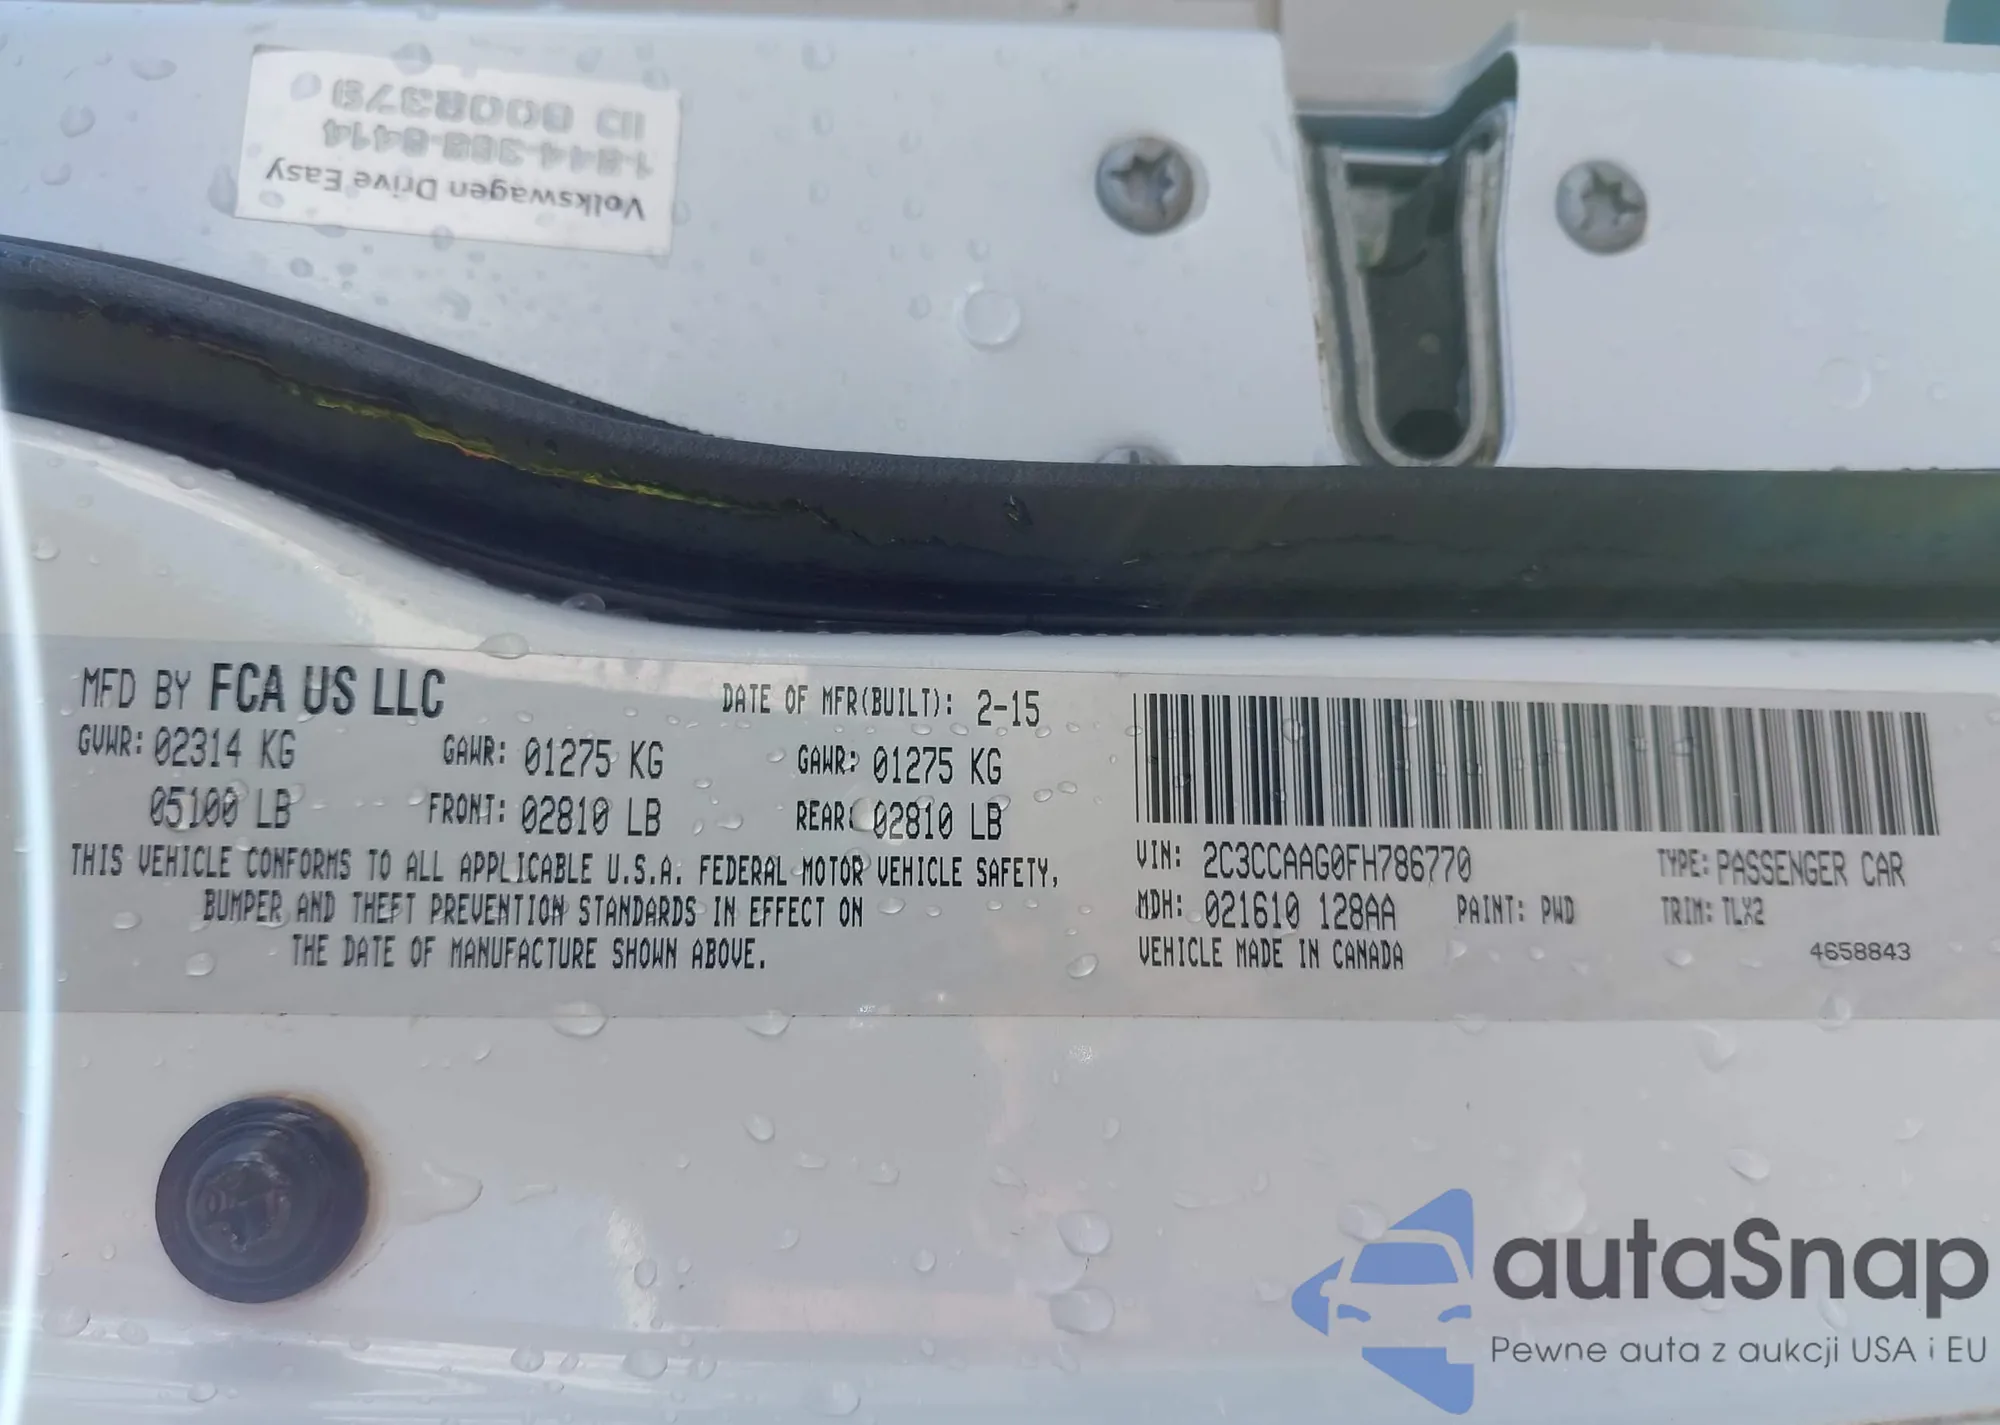 Volkswagen Drive Easy
1-844-388-8414
ID
MFD BY FCA US LLC
DATE OF MFR(BUILT): 2-15
GVWR: 02314 KG
GAWR: 01275 KG
GAWR: 01275 KG
05100 LB
FRONT: 02810 LB
REAR: 02810 LB
THIS VEHICLE CONFORMS TO ALL APPLICABLE U.S.A. FEDERAL MOTOR VEHICLE SAFETY,
BUMPER AND THEFT PREVENTION STANDARDS IN EFFECT ON
THE DATE OF MANUFACTURE SHOWN ABOVE.
VIN: 2C3CCAAG0FH786770
TYPE: PASSENGER CAR
MDH: 021610 128AA
PAINT: PWD
TRIM: TLX2
VEHICLE MADE IN CANADA
4658843
autaSnap
Pewne auta z aukcji USA i EU